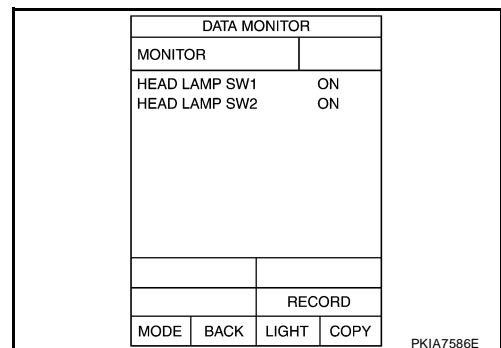 DATA MONITOR
MONITOR
HEAD LAMP SW1 ON
HEAD LAMP SW2 ON
RECORD
MODE BACK LIGHT COPY
PKIA7586E